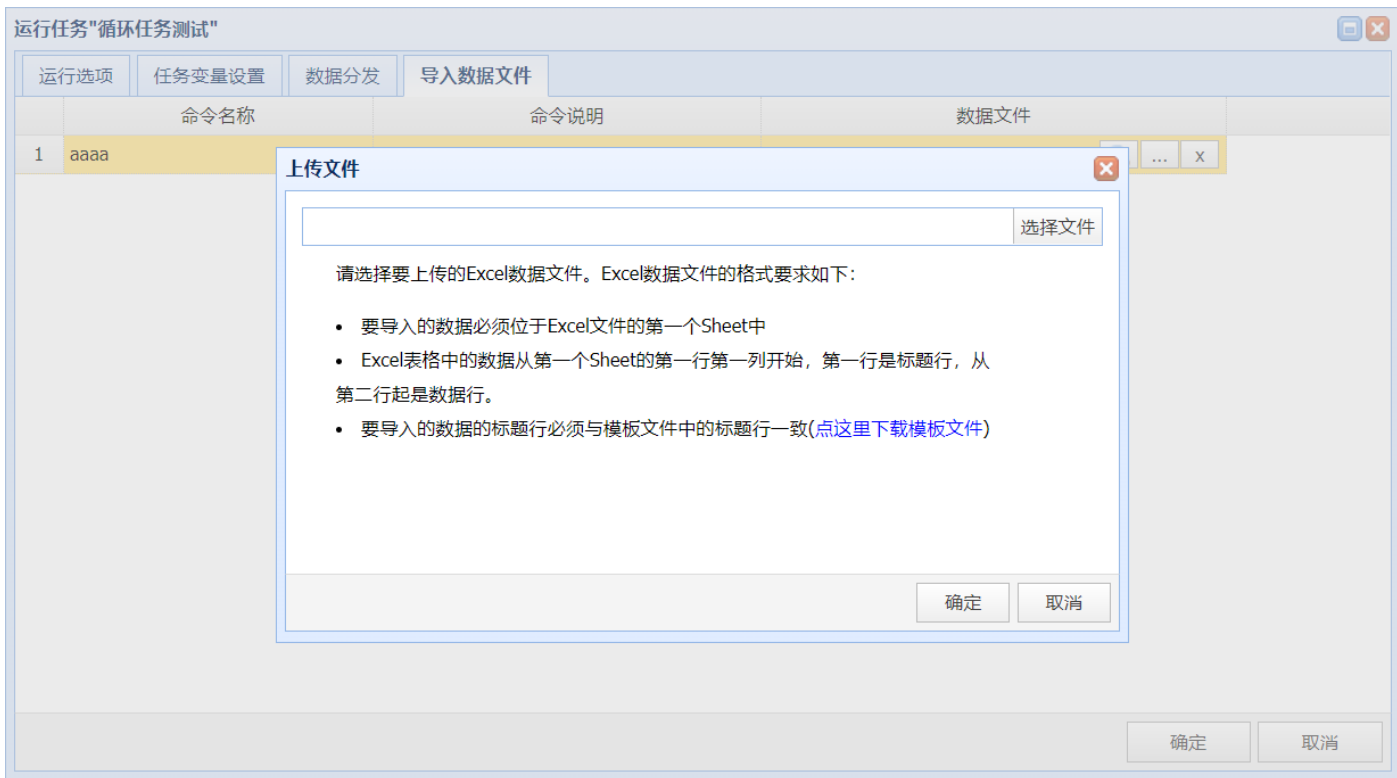 运行任务"循环任务测试"
运行选项 任务变量设置 数据分发 导入数据文件
命令名称 命令说明 数据文件
1 aaaa ... x
上传文件
选择文件
请选择要上传的Excel数据文件。Excel数据文件的格式要求如下：
• 要导入的数据必须位于Excel文件的第一个Sheet中
• Excel表格中的数据从第一个Sheet的第一行第一列开始，第一行是标题行，从
第二行起是数据行。
• 要导入的数据的标题行必须与模板文件中的标题行一致(点这里下载模板文件)
确定 取消
确定 取消